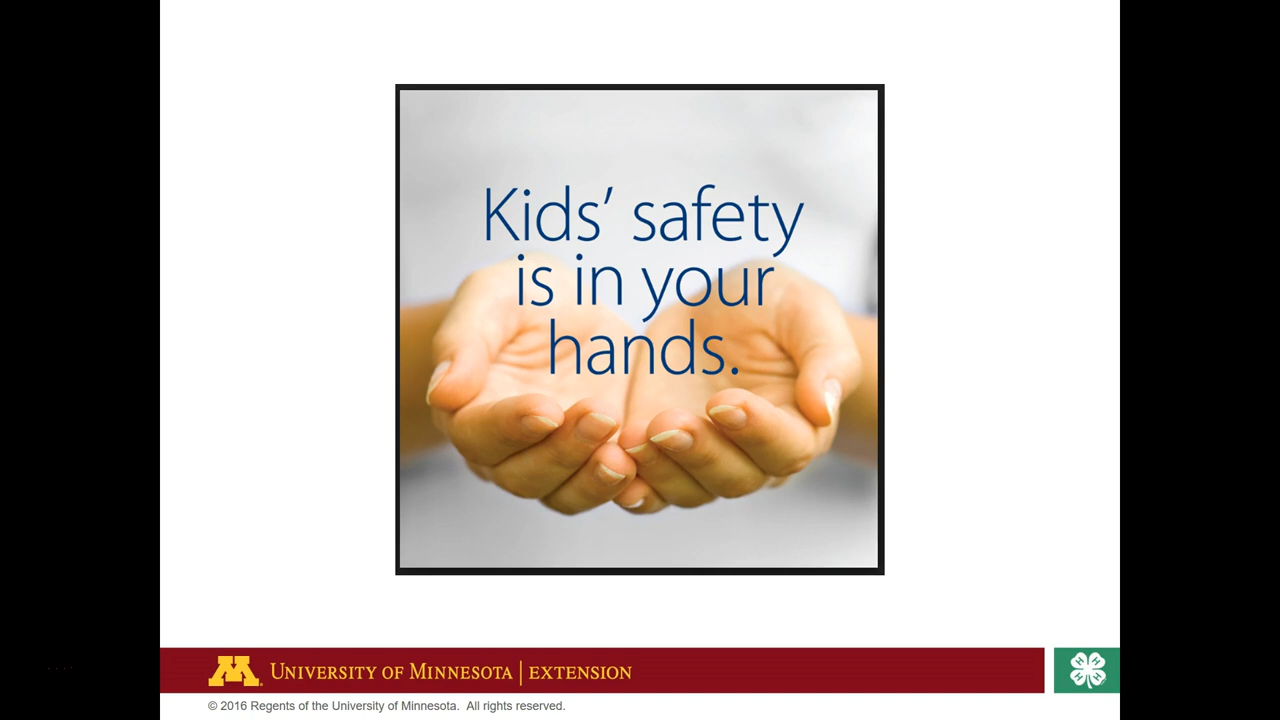 Kids’ safety
is in your
hands.
UNIVERSITY OF MINNESOTA | EXTENSION
© 2016 Regents of the University of Minnesota.  All rights reserved.